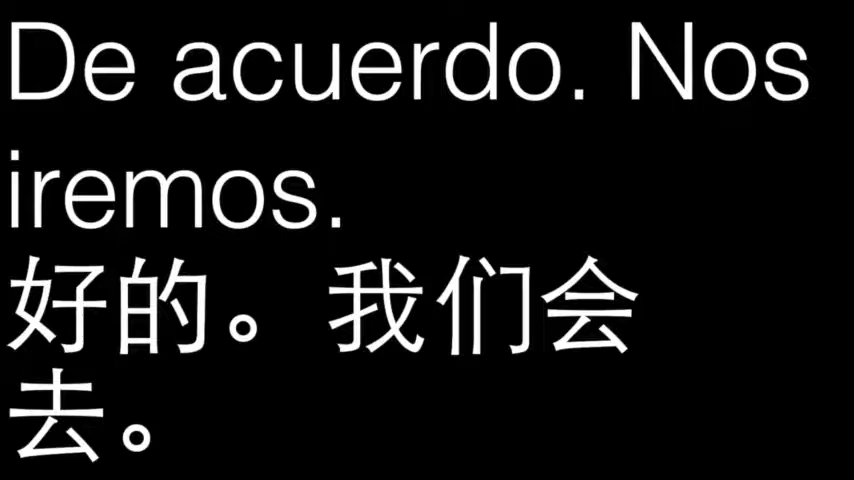 De acuerdo. Nos
iremos.
好的。我们会
去。